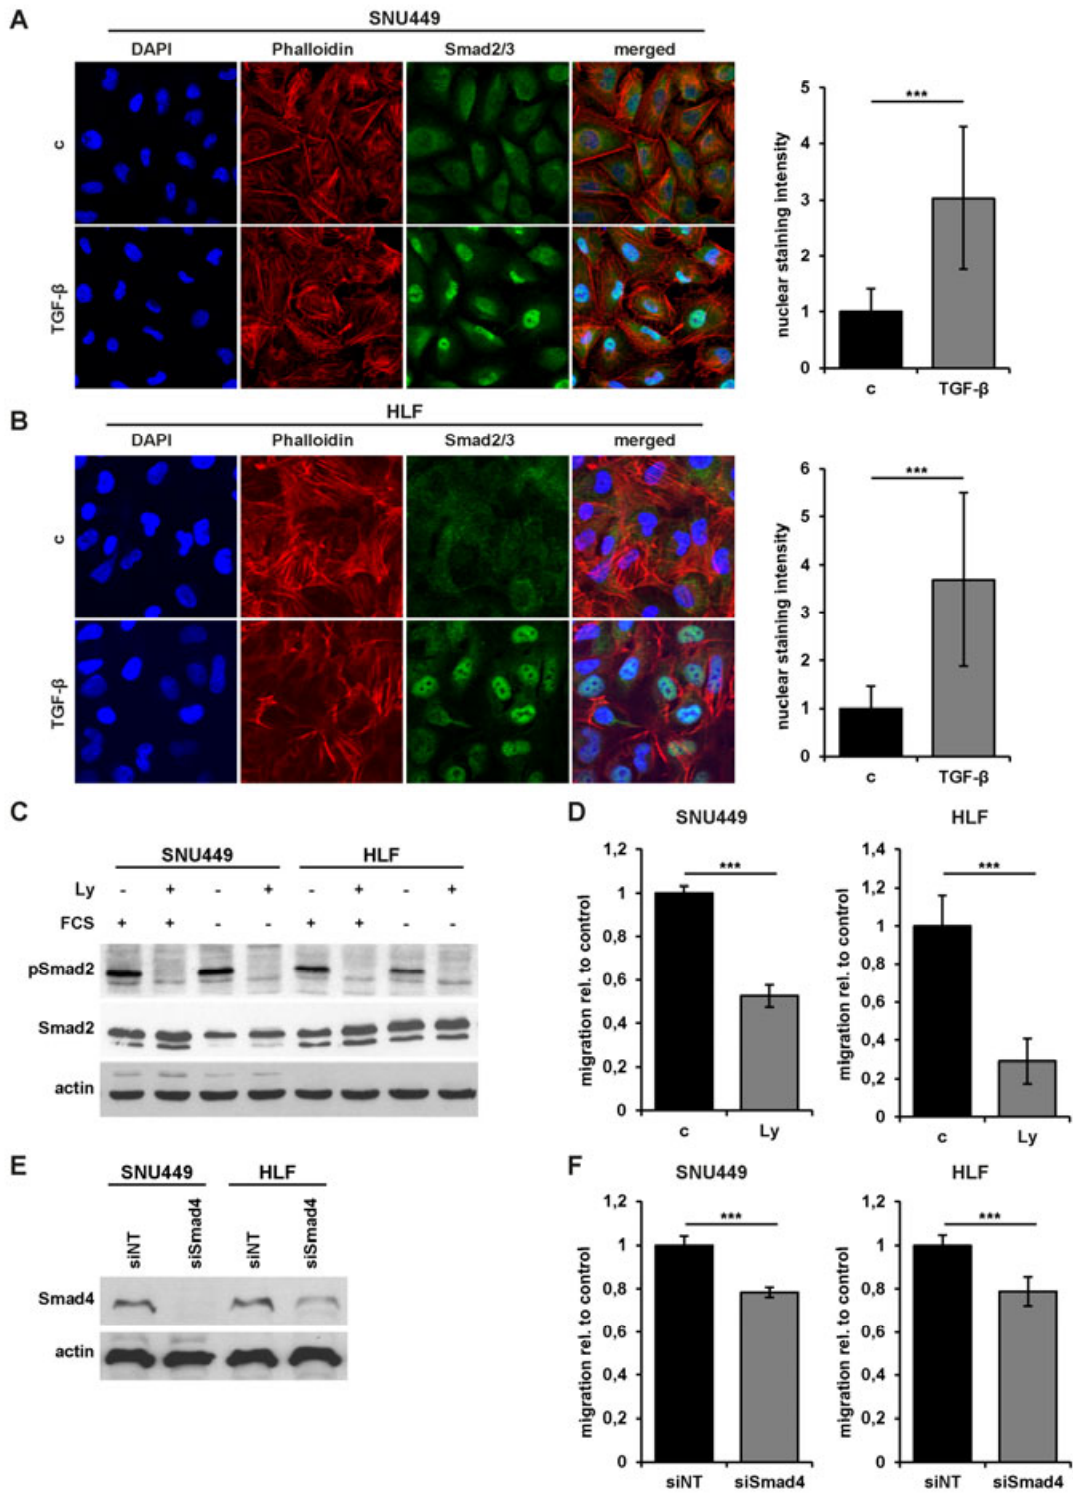 A
SNU449
DAPI Phalloidin Smad2/3 merged
c
TGF-β
nuclear staining intensity
5
4
3
2
1
0
***
c TGF-β
B
HLF
DAPI Phalloidin Smad2/3 merged
c
TGF-β
nuclear staining intensity
6
5
4
3
2
1
0
***
c TGF-β
C
SNU449 HLF
Ly - + - + - + - +
FCS + + - - + + - -
pSmad2
Smad2
actin
D
SNU449
migration rel. to control
1,2
1
0,8
0,6
0,4
0,2
0
***
c Ly
HLF
migration rel. to control
1,4
1,2
1
0,8
0,6
0,4
0,2
0
***
c Ly
E
SNU449 HLF
siNT siSmad4 siNT siSmad4
Smad4
actin
F
SNU449
migration rel. to control
1,2
1
0,8
0,6
0,4
0,2
0
***
siNT siSmad4
HLF
migration rel. to control
1,2
1
0,8
0,6
0,4
0,2
0
***
siNT siSmad4